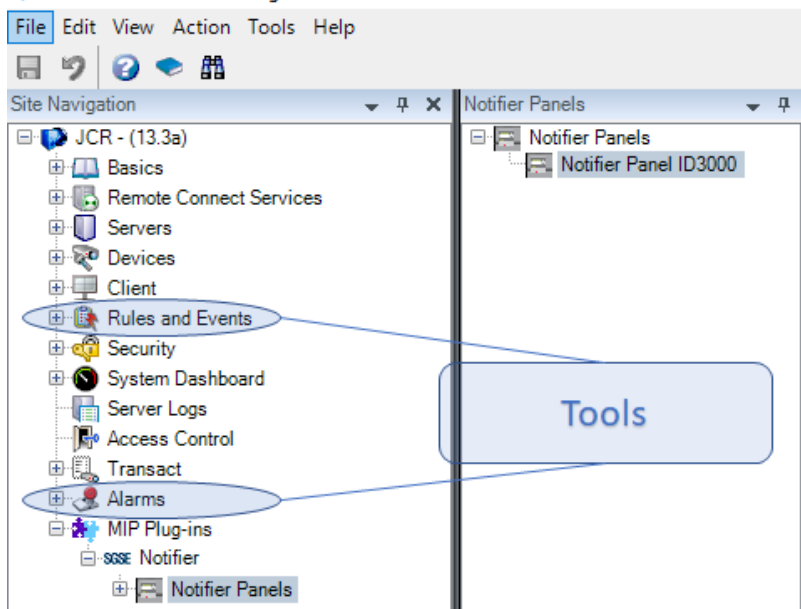 File Edit View Action Tools Help
Site Navigation
JCR - (13.3a)
Basics
Remote Connect Services
Servers
Devices
Client
Rules and Events
Security
System Dashboard
Server Logs
Access Control
Transact
Alarms
MIP Plug-ins
SGSE Notifier
Notifier Panels
Notifier Panels
Notifier Panels
Notifier Panel ID3000
Tools